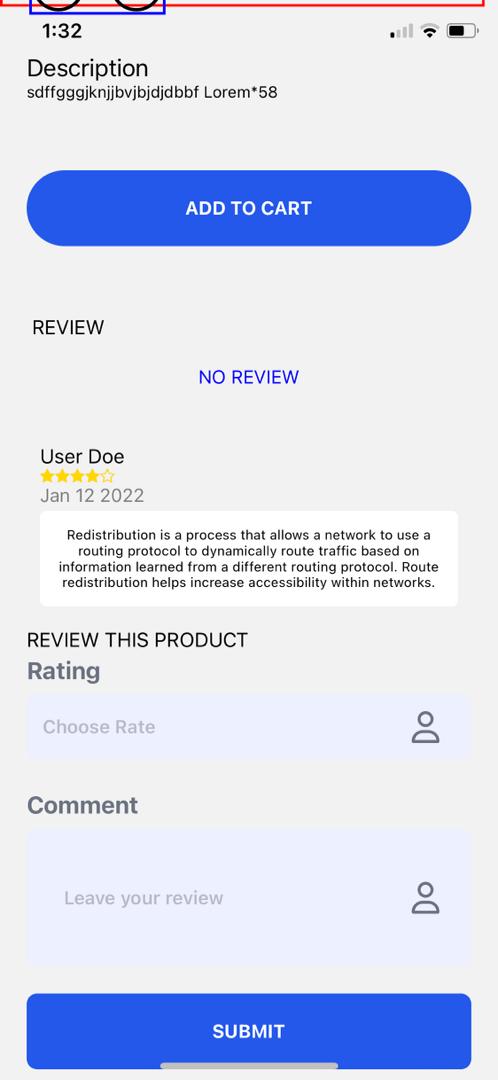 1:32
Description
sdffgggjknjjbvjbjdjdbbf Lorem*58
ADD TO CART
REVIEW
NO REVIEW
User Doe
Jan 12 2022
Redistribution is a process that allows a network to use a
routing protocol to dynamically route traffic based on
information learned from a different routing protocol. Route
redistribution helps increase accessibility within networks.
REVIEW THIS PRODUCT
Rating
Choose Rate
Comment
Leave your review
SUBMIT